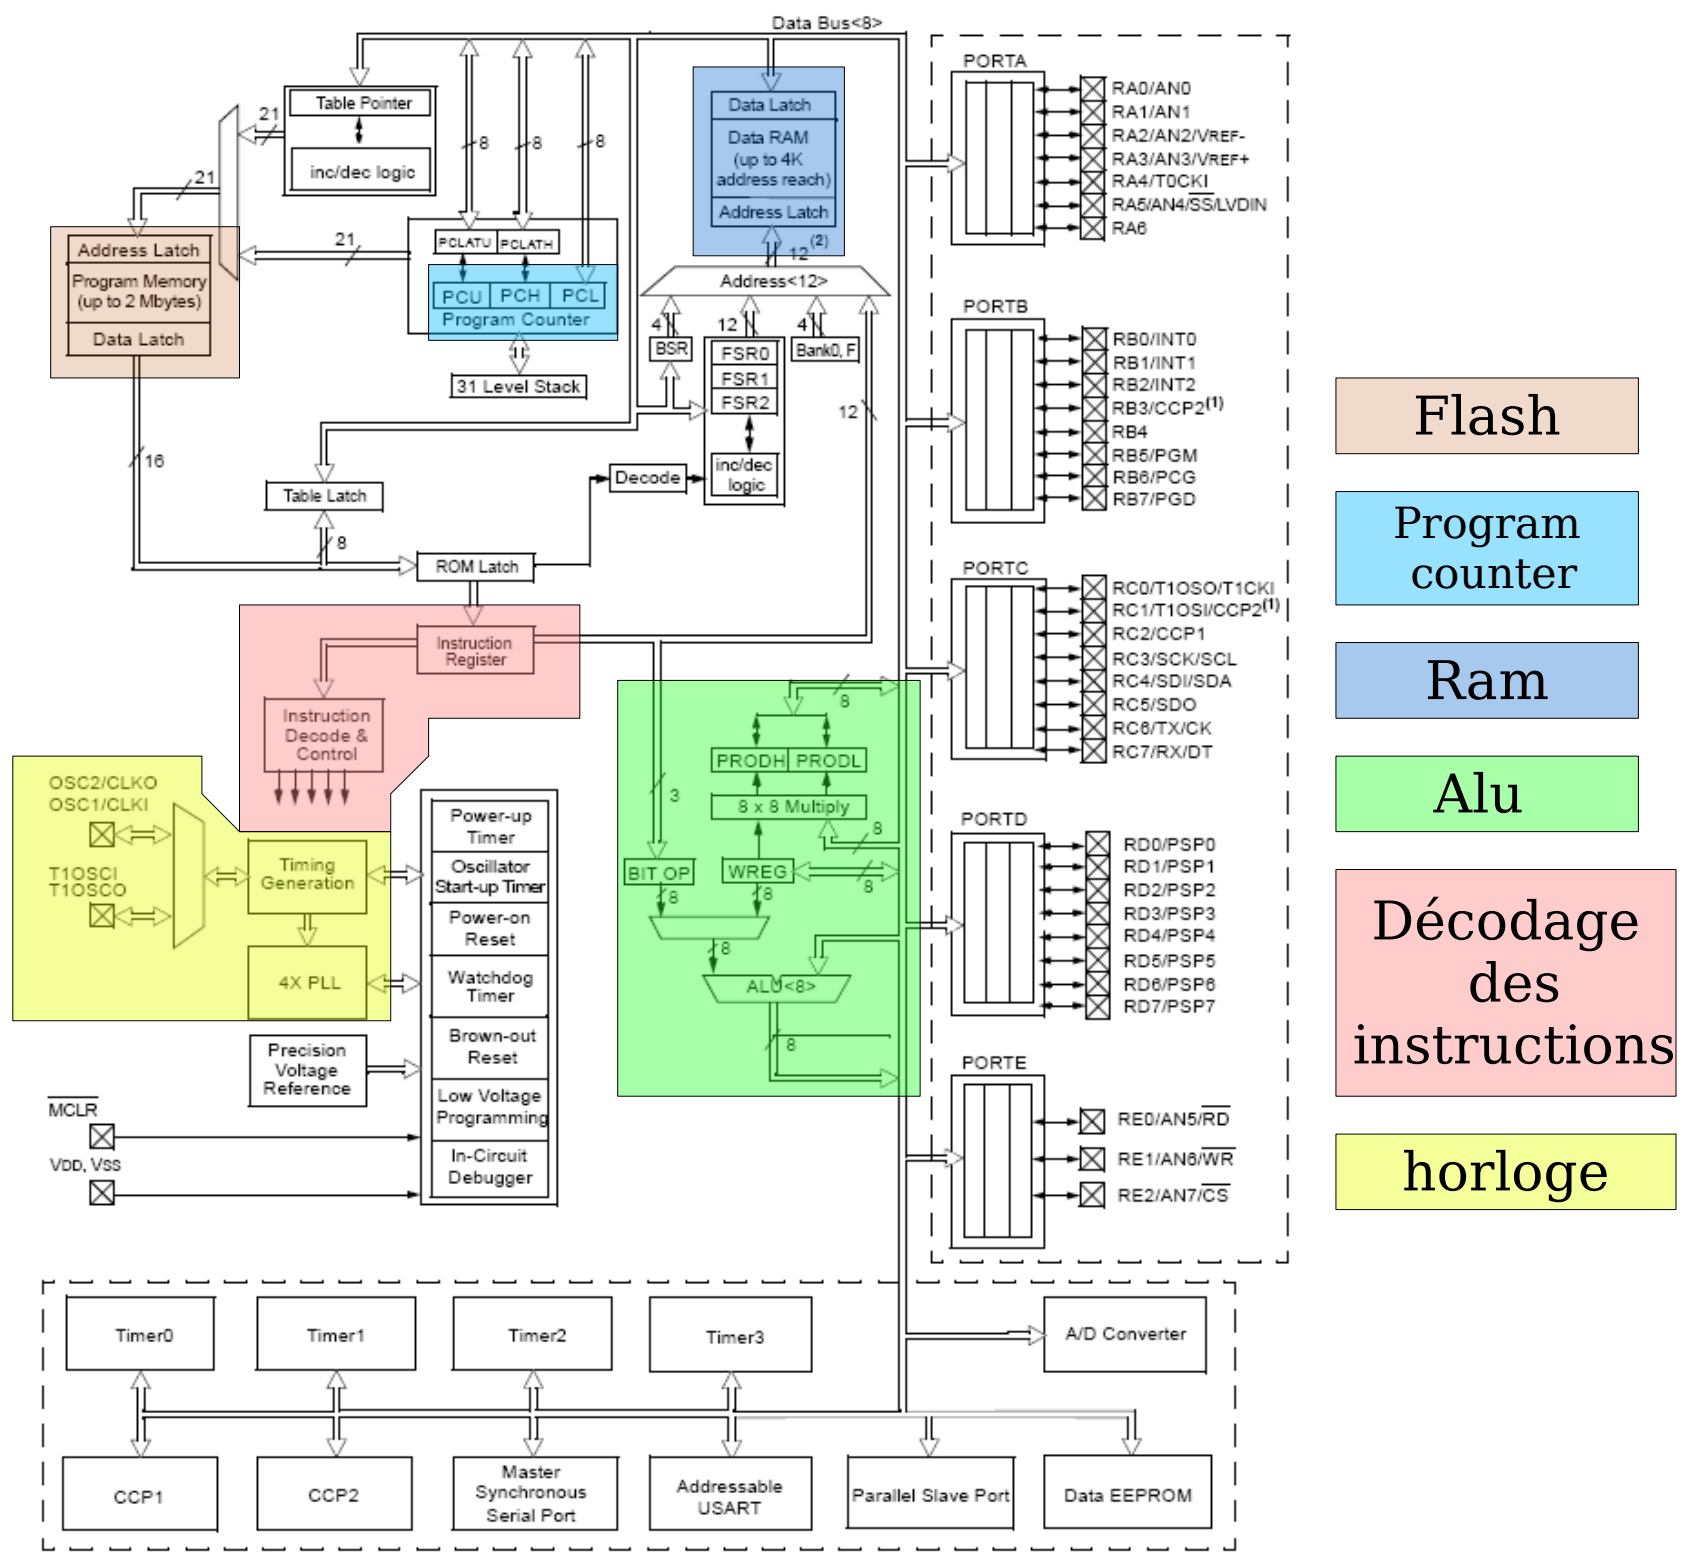 Data Bus<8>
Table Pointer
inc/dec logic
21
21
21
8
8
8
Address Latch
Program Memory
(up to 2 Mbytes)
Data Latch
PCLATU
PCLATH
PCU
PCH
PCL
Program Counter
31 Level Stack
Data Latch
Data RAM
(up to 4K
address reach)
Address Latch
12(2)
Address<12>
4
12
4
BSR
FSR0
FSR1
FSR2
Bank0, F
inc/dec
logic
12
Decode
16
Table Latch
8
ROM Latch
Instruction
Register
Instruction
Decode &
Control
OSC2/CLKO
OSC1/CLKI
T1OSCI
T1OSCO
Timing
Generation
4X PLL
Precision
Voltage
Reference
MCLR
VDD, VSS
Power-up
Timer
Oscillator
Start-up Timer
Power-on
Reset
Watchdog
Timer
Brown-out
Reset
Low Voltage
Programming
In-Circuit
Debugger
8
PRODH
PRODL
8 x 8 Multiply
3
8
BIT OP
WREG
8
8
8
8
ALU<8>
8
PORTA
RA0/AN0
RA1/AN1
RA2/AN2/VREF-
RA3/AN3/VREF+
RA4/T0CKI
RA5/AN4/SS/LVDIN
RA6
PORTB
RB0/INT0
RB1/INT1
RB2/INT2
RB3/CCP2(1)
RB4
RB5/PGM
RB6/PCG
RB7/PGD
PORTC
RC0/T1OSO/T1CKI
RC1/T1OSI/CCP2(1)
RC2/CCP1
RC3/SCK/SCL
RC4/SDI/SDA
RC5/SDO
RC6/TX/CK
RC7/RX/DT
PORTD
RD0/PSP0
RD1/PSP1
RD2/PSP2
RD3/PSP3
RD4/PSP4
RD5/PSP5
RD6/PSP6
RD7/PSP7
PORTE
RE0/AN5/RD
RE1/AN6/WR
RE2/AN7/CS
Flash
Program
counter
Ram
Alu
Décodage
des
instructions
horloge
Timer0
Timer1
Timer2
Timer3
A/D Converter
CCP1
CCP2
Master
Synchronous
Serial Port
Addressable
USART
Parallel Slave Port
Data EEPROM